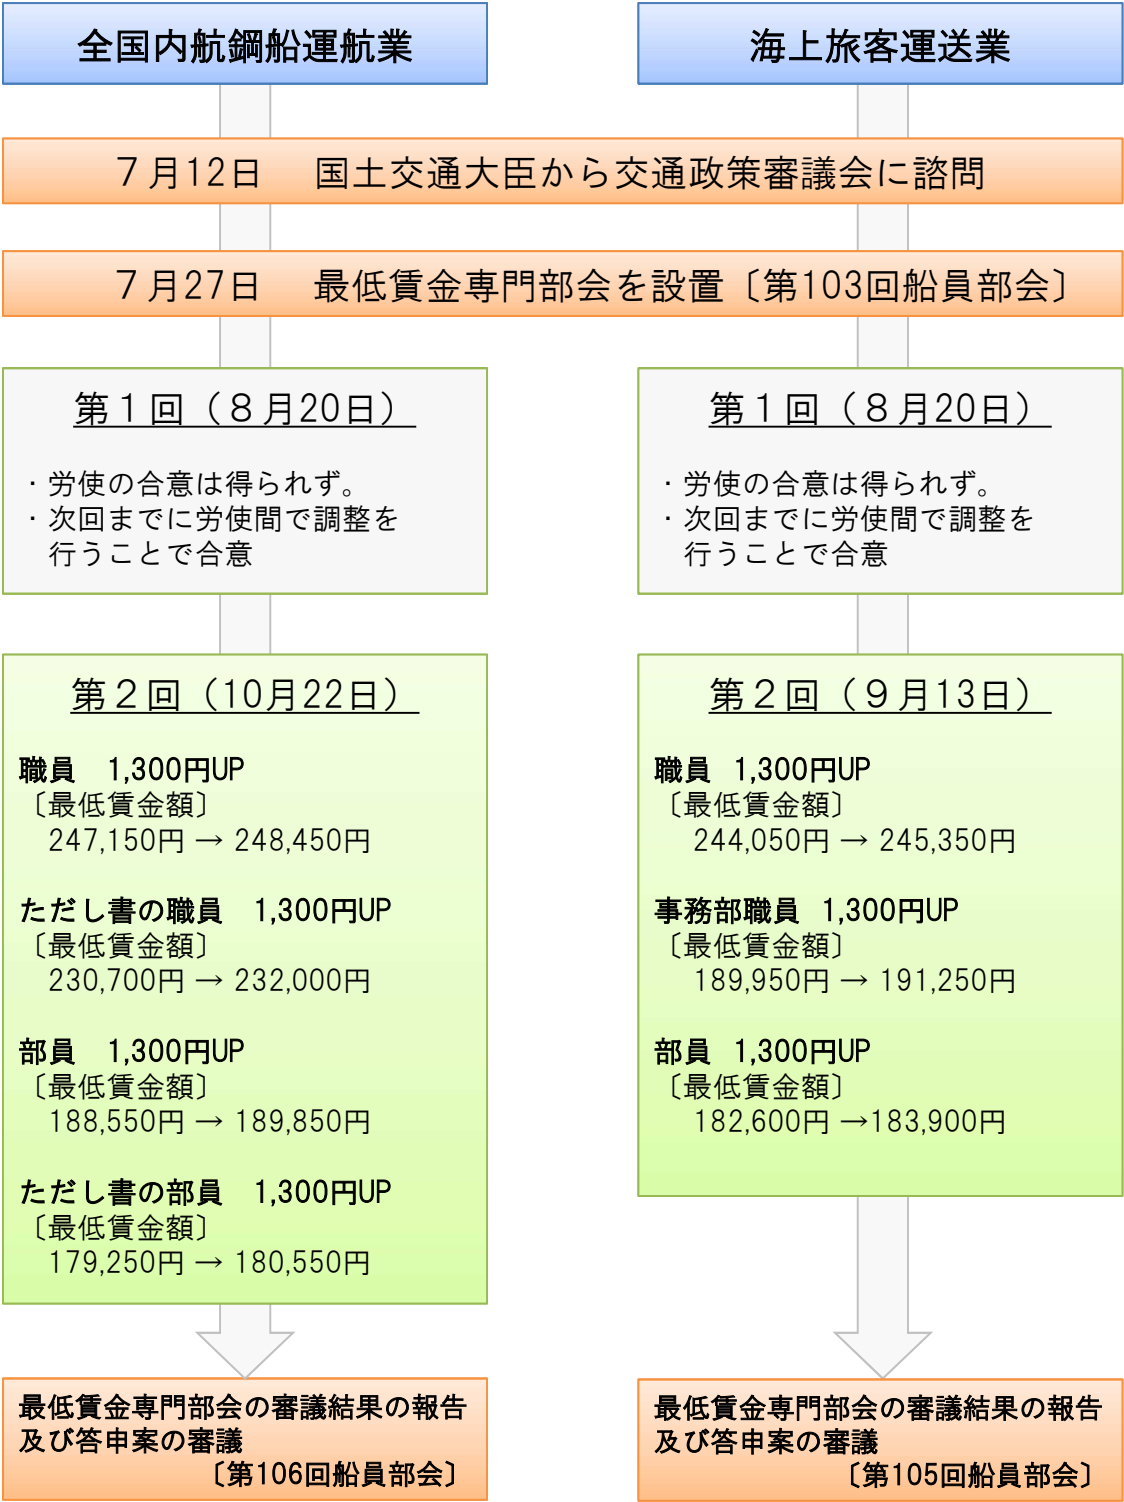 全国内航鋼船運航業
海上旅客運送業
７月12日　国土交通大臣から交通政策審議会に諮問
７月27日　最低賃金専門部会を設置〔第103回船員部会〕
第１回（８月20日）
・労使の合意は得られず。
・次回までに労使間で調整を
行うことで合意
第１回（８月20日）
・労使の合意は得られず。
・次回までに労使間で調整を
行うことで合意
第２回（10月22日）
職員　1,300円UP
〔最低賃金額〕
247,150円 → 248,450円
ただし書の職員　1,300円UP
〔最低賃金額〕
230,700円 → 232,000円
部員　1,300円UP
〔最低賃金額〕
188,550円 → 189,850円
ただし書の部員　1,300円UP
〔最低賃金額〕
179,250円 → 180,550円
第２回（９月13日）
職員　1,300円UP
〔最低賃金額〕
244,050円 → 245,350円
事務部職員　1,300円UP
〔最低賃金額〕
189,950円 → 191,250円
部員　1,300円UP
〔最低賃金額〕
182,600円 →183,900円
最低賃金専門部会の審議結果の報告
及び答申案の審議
〔第106回船員部会〕
最低賃金専門部会の審議結果の報告
及び答申案の審議
〔第105回船員部会〕